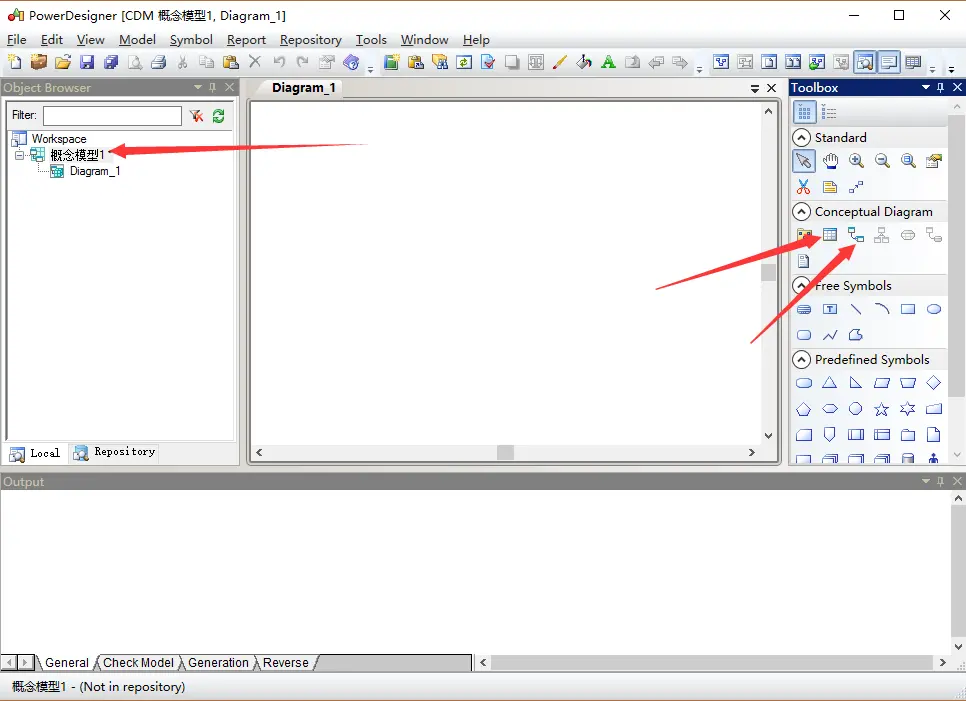 PowerDesigner [CDM 概念模型1, Diagram_1]
File Edit View Model Symbol Report Repository Tools Window Help
Object Browser
Filter:
Workspace
概念模型1
Diagram_1
Local Repository
Diagram_1
Toolbox
Standard
Conceptual Diagram
Free Symbols
Predefined Symbols
Output
General Check Model Generation Reverse
概念模型1 - (Not in repository)